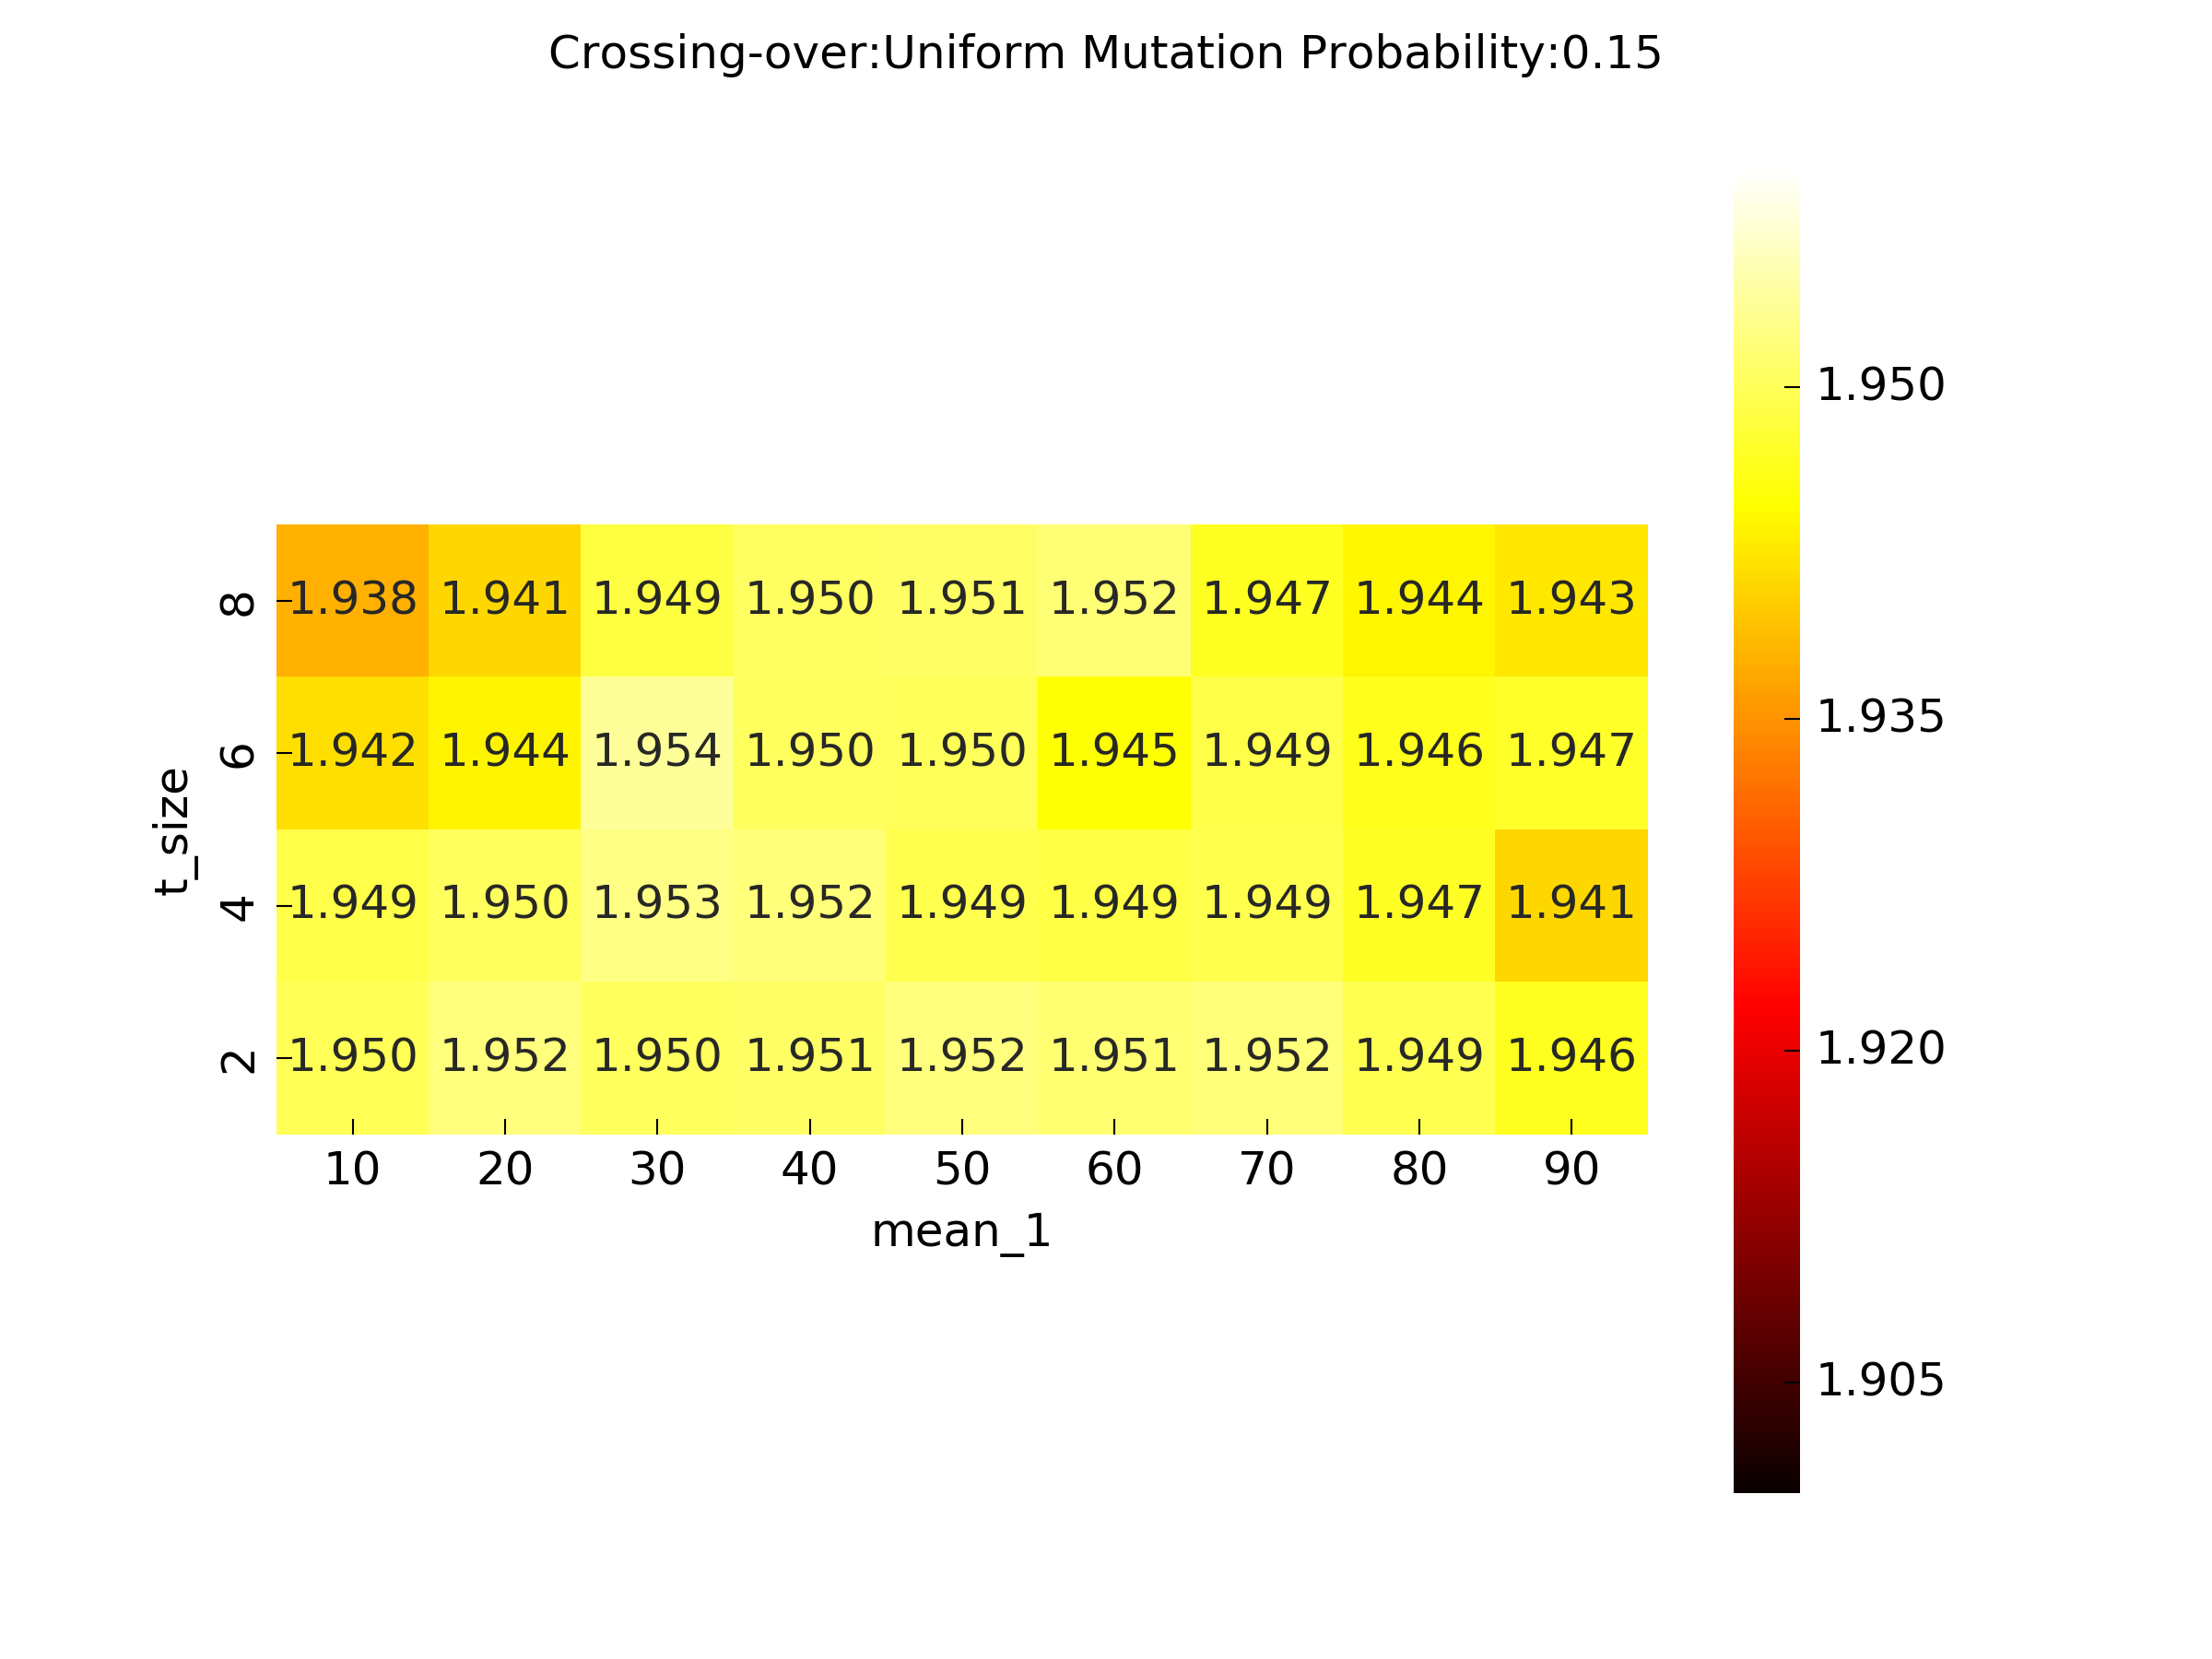 Crossing-over:Uniform Mutation Probability:0.15
t_size
8 1.938 1.941 1.949 1.950 1.951 1.952 1.947 1.944 1.943
6 1.942 1.944 1.954 1.950 1.950 1.945 1.949 1.946 1.947
4 1.949 1.950 1.953 1.952 1.949 1.949 1.949 1.947 1.941
2 1.950 1.952 1.950 1.951 1.952 1.951 1.952 1.949 1.946
10 20 30 40 50 60 70 80 90
mean_1
1.950
1.935
1.920
1.905